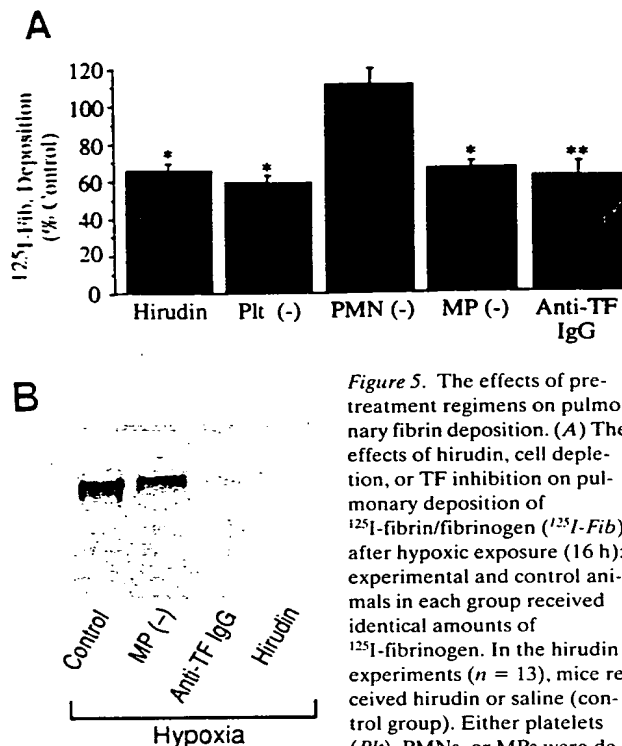 A
125I-Fib, Deposition
(% Control)
120
100
80
60
40
20
0
*
*
*
**
Hirudin Plt (-) PMN (-) MP (-) Anti-TF
IgG
B
Control
MP (-)
Anti-TF IgG
Hirudin
Hypoxia
Figure 5. The effects of pre-
treatment regimens on pulmo
nary fibrin deposition. (A) The
effects of hirudin, cell deple-
tion, or TF inhibition on pul-
monary deposition of
¹²⁵I-fibrin/fibrinogen (¹²⁵I-Fib)
after hypoxic exposure (16 h):
experimental and control ani-
mals in each group received
identical amounts of
¹²⁵I-fibrinogen. In the hirudin
experiments (n = 13), mice re
ceived hirudin or saline (con-
trol group). Either platelets
(Plt), PMNs, or MPs were de